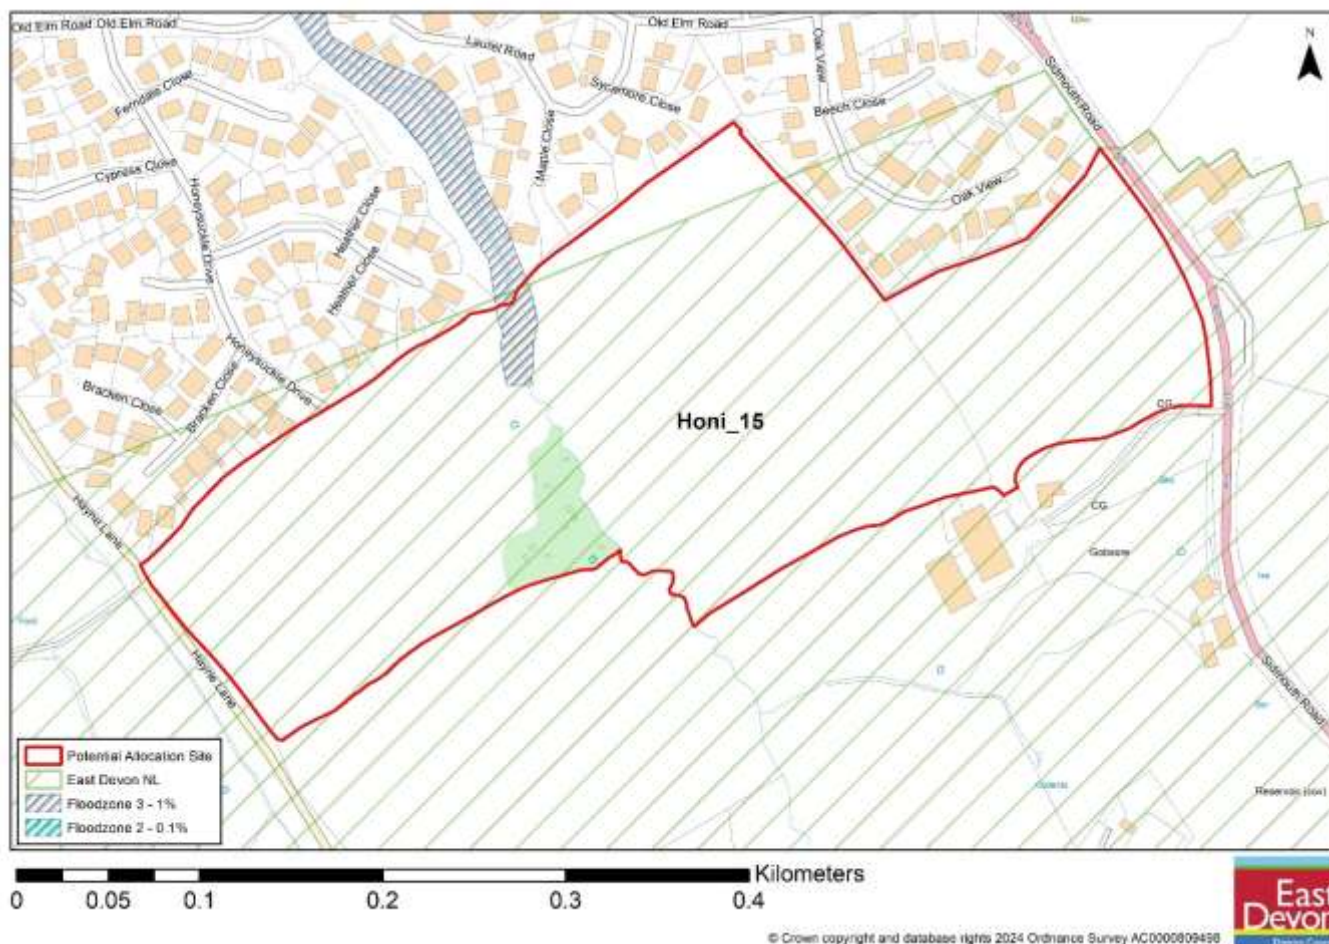 Old Elm Road Old Elm Road
Old Elm Road
Laurel Road
Sycamore Close
Oak View
Beech Close
Sidmouth Road
N
Ferndale Close
Maple Close
Cypress Close
Honeysuckle Drive
Heather Close
Heather Close
Oak View
Honeysuckle Drive
Bracken Close
Bracken Close
Honi_15
CG
G
Hayne Lane
G
CG
Hayne Lane
Sidmouth Road
Potential Allocation Site
East Devon NL
Floodzone 3 - 1%
Floodzone 2 - 0.1%
Kilometers
0 0.05 0.1 0.2 0.3 0.4
East
Devon
© Crown copyright and database rights 2024 Ordnance Survey AC0000809498